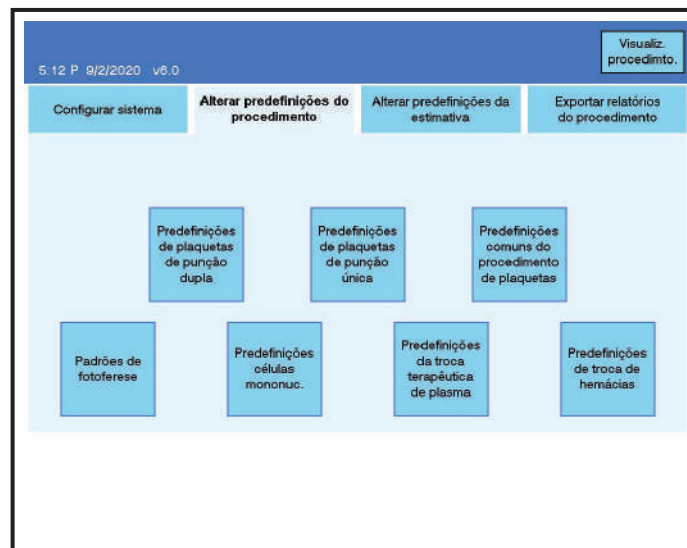 Visualiz.
procedimto.
5:12 P 9/2/2020 v6.0
Configurar sistema
Alterar predefinições do
procedimento
Alterar predefinições da
estimativa
Exportar relatórios
do procedimento
Predefinições
de plaquetas
de punção
dupla
Predefinições
de plaquetas
de punção
única
Predefinições
comuns do
procedimento
de plaquetas
Padrões de
fotoferese
Predefinições
células
mononuc.
Predefinições
da troca
terapêutica
de plasma
Predefinições
de troca de
hemácias